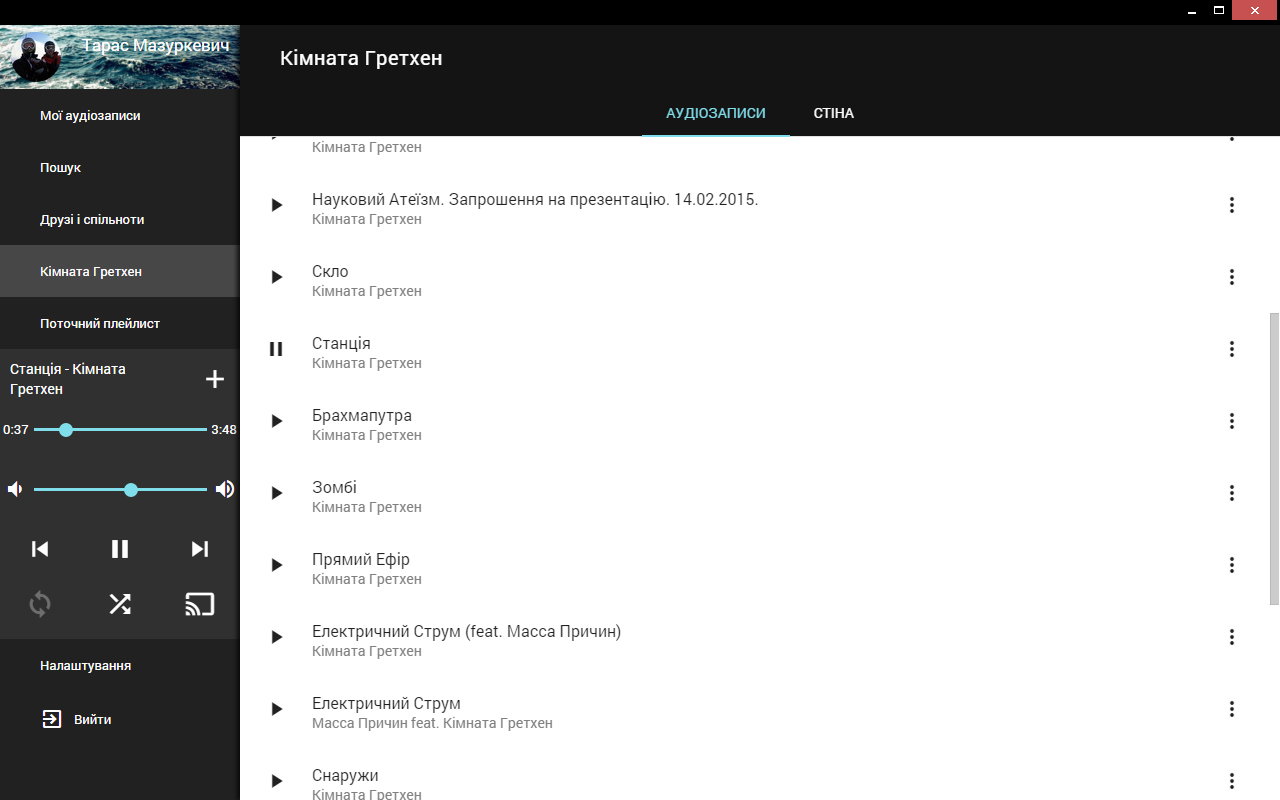 Тарас Мазуркевич
Мої аудіозаписи
Пошук
Друзі і спільноти
Кімната Гретхен
Поточний плейлист
Станція - Кімната
Гретхен
0:37
3:48
Налаштування
Вийти
Кімната Гретхен
АУДІОЗАПИСИ
СТІНА
Кімната Гретхен
Науковий Атеїзм. Запрошення на презентацію. 14.02.2015.
Кімната Гретхен
Скло
Кімната Гретхен
Станція
Кімната Гретхен
Брахмапутра
Кімната Гретхен
Зомбі
Кімната Гретхен
Прямий Ефір
Кімната Гретхен
Електричний Струм (feat. Масса Причин)
Кімната Гретхен
Електричний Струм
Масса Причин feat. Кімната Гретхен
Снаружи
Кімната Гретхен